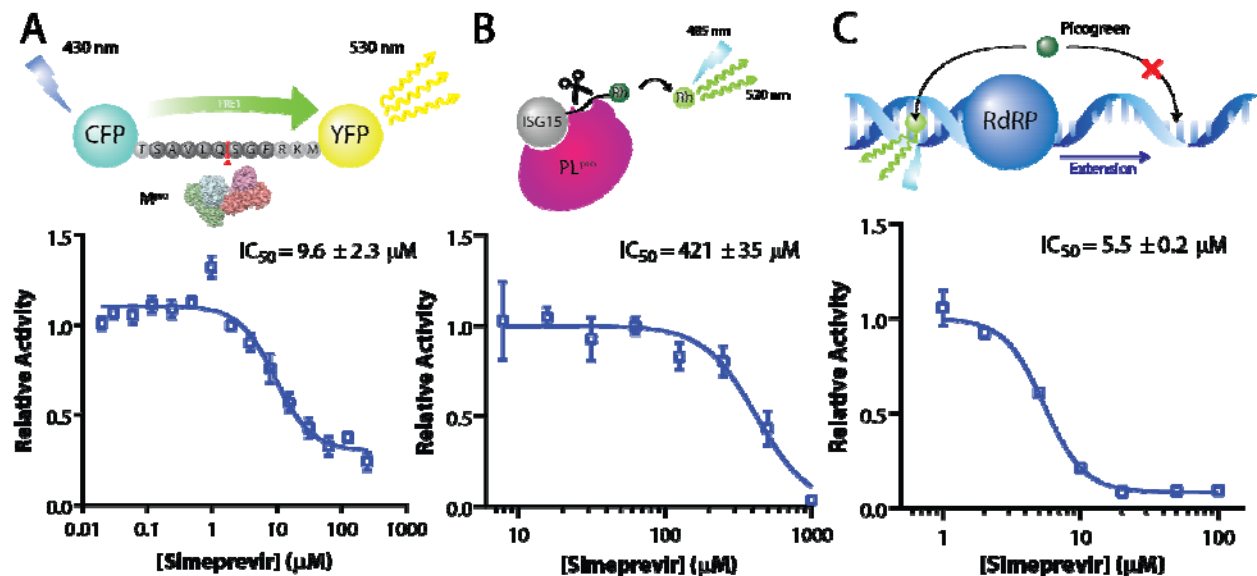 A
430 nm
530 nm
FRET
CFP
YFP
T S A V L Q S G F R K M
Mpro
IC50 = 9.6 ± 2.3 μM
Relative Activity
1.5
1.0
0.5
0.0
0.01 0.1 1 10 100 1000
[Simeprevir] (μM)
B
485 nm
Rh
Rh
520 nm
ISG15
PLpro
IC50 = 421 ± 35 μM
Relative Activity
1.5
1.0
0.5
0.0
10 100 1000
[Simeprevir] (μM)
C
Picogreen
RdRP
Extension
IC50 = 5.5 ± 0.2 μM
Relative Activity
1.5
1.0
0.5
0.0
1 10 100
[Simeprevir] (μM)